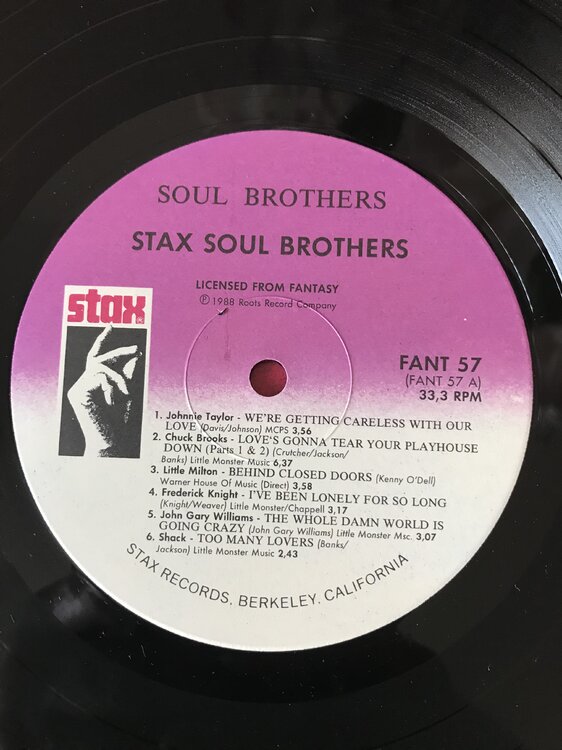 SOUL BROTHERS
STAX SOUL BROTHERS
LICENSED FROM FANTASY
℗ 1988 Roots Record Company
stax®
FANT 57
(FANT 57 A)
33,3 RPM
1. Johnnie Taylor - WE'RE GETTING CARELESS WITH OUR
LOVE (Davis/Johnson) MCPS 3,56
2. Chuck Brooks - LOVE'S GONNA TEAR YOUR PLAYHOUSE
DOWN (Parts 1 & 2) (Crutcher/Jackson/
Banks) Little Monster Music 6,37
3. Little Milton - BEHIND CLOSED DOORS (Kenny O'Dell)
Warner House Of Music (Direct) 3,58
4. Frederick Knight - I'VE BEEN LONELY FOR SO LONG
(Knight/Weaver) Little Monster/Chappell 3,17
5. John Gary Williams - THE WHOLE DAMN WORLD IS
GOING CRAZY (John Gary Williams) Little Monster Msc. 3,07
6. Shack - TOO MANY LOVERS (Banks/
Jackson) Little Monster Music 2,43
STAX RECORDS, BERKELEY, CALIFORNIA